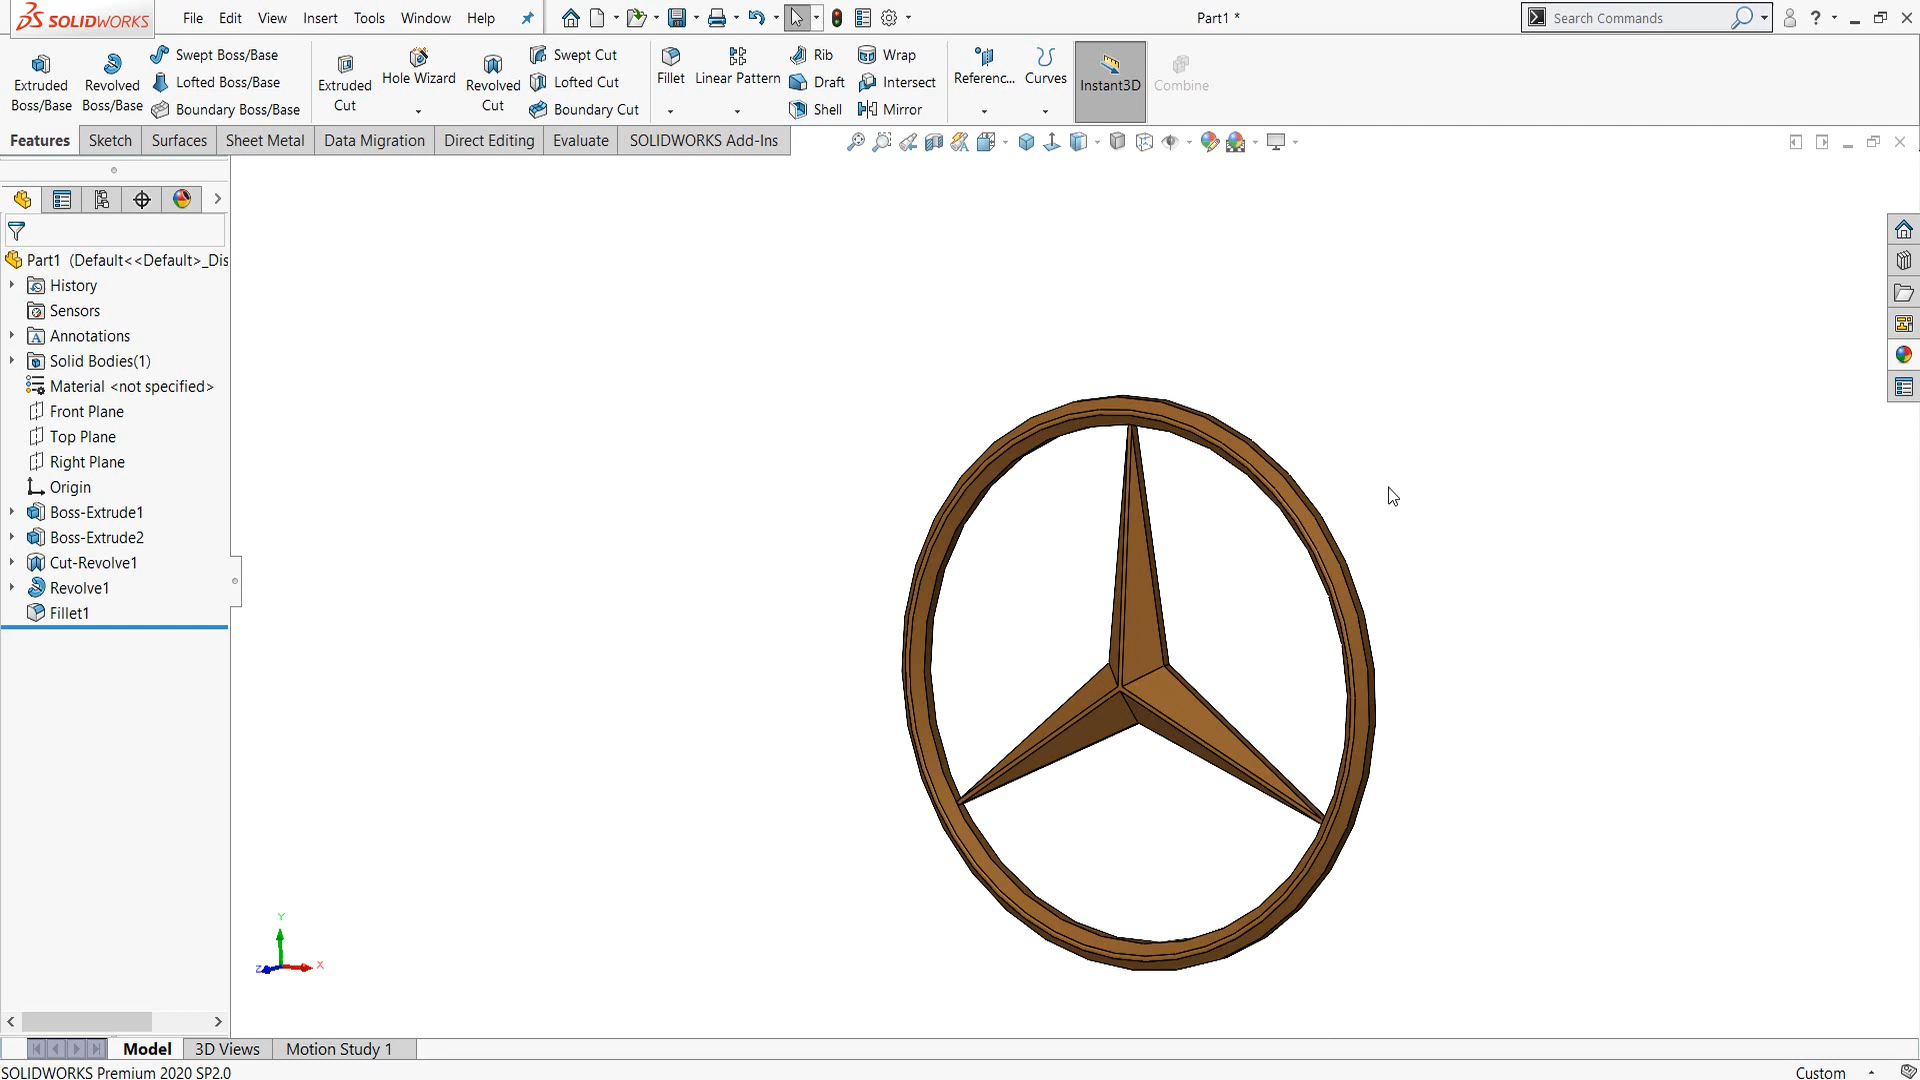 SOLIDWORKS File Edit View Insert Tools Window Help Part1 * Search Commands ?
Extruded Boss/Base
Revolved Boss/Base
Swept Boss/Base
Lofted Boss/Base
Boundary Boss/Base
Extruded Cut
Hole Wizard
Revolved Cut
Swept Cut
Lofted Cut
Boundary Cut
Fillet
Linear Pattern
Rib
Draft
Shell
Wrap
Intersect
Mirror
Referenc...
Curves
Instant3D
Combine
Features Sketch Surfaces Sheet Metal Data Migration Direct Editing Evaluate SOLIDWORKS Add-Ins
Part1 (Default<<Default>_Dis
History
Sensors
Annotations
Solid Bodies(1)
Material <not specified>
Front Plane
Top Plane
Right Plane
Origin
Boss-Extrude1
Boss-Extrude2
Cut-Revolve1
Revolve1
Fillet1
Y
Z X
Model 3D Views Motion Study 1
SOLIDWORKS Premium 2020 SP2.0 Custom